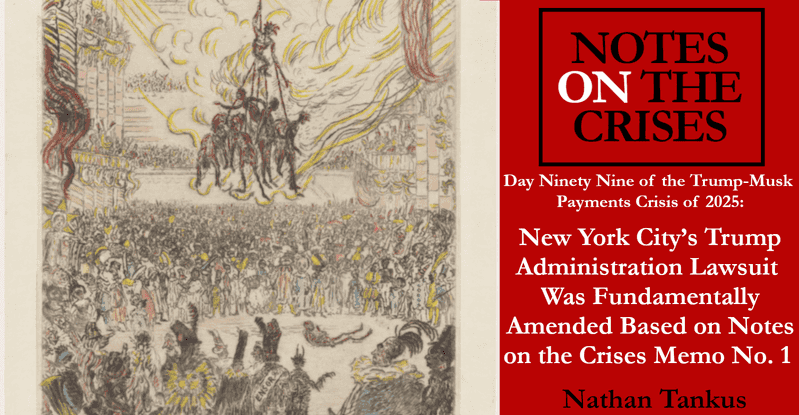 NOTES
ON THE
CRISES
Day Ninety Nine of the Trump-Musk
Payments Crisis of 2025:
New York City's Trump
Administration Lawsuit
Was Fundamentally
Amended Based on Notes
on the Crises Memo No. 1
Nathan Tankus